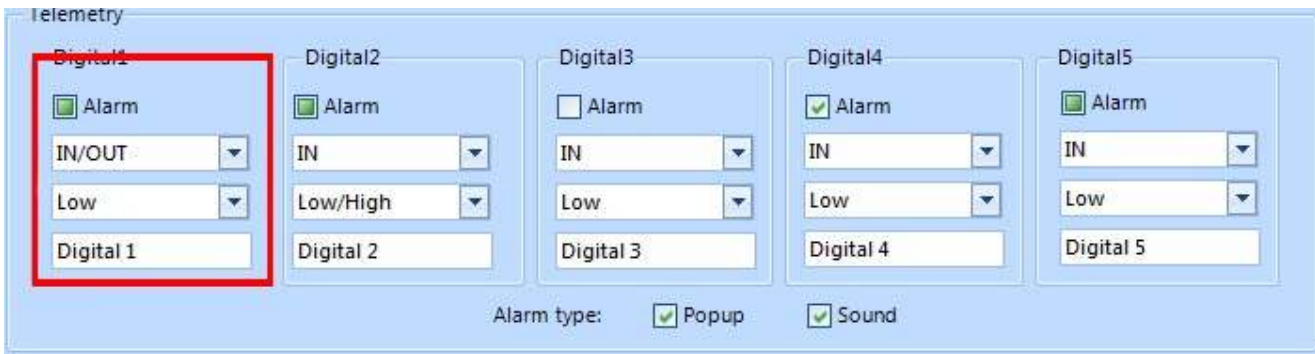 Telemetry
Digital1 Digital2 Digital3 Digital4 Digital5
Alarm Alarm Alarm Alarm Alarm
IN/OUT IN IN IN IN
Low Low/High Low Low Low
Digital 1 Digital 2 Digital 3 Digital 4 Digital 5
Alarm type: Popup Sound